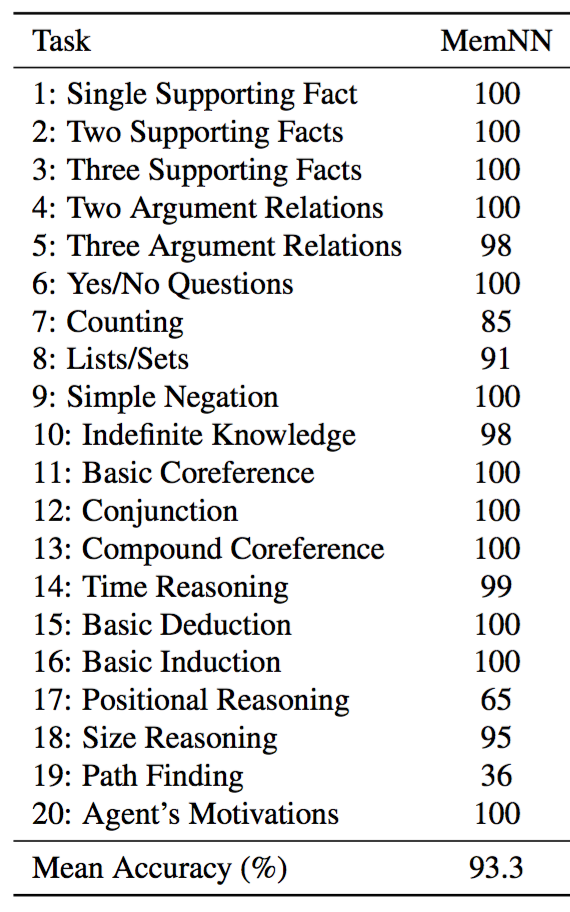 Task MemNN
1: Single Supporting Fact 100
2: Two Supporting Facts 100
3: Three Supporting Facts 100
4: Two Argument Relations 100
5: Three Argument Relations 98
6: Yes/No Questions 100
7: Counting 85
8: Lists/Sets 91
9: Simple Negation 100
10: Indefinite Knowledge 98
11: Basic Coreference 100
12: Conjunction 100
13: Compound Coreference 100
14: Time Reasoning 99
15: Basic Deduction 100
16: Basic Induction 100
17: Positional Reasoning 65
18: Size Reasoning 95
19: Path Finding 36
20: Agent’s Motivations 100
Mean Accuracy (%) 93.3